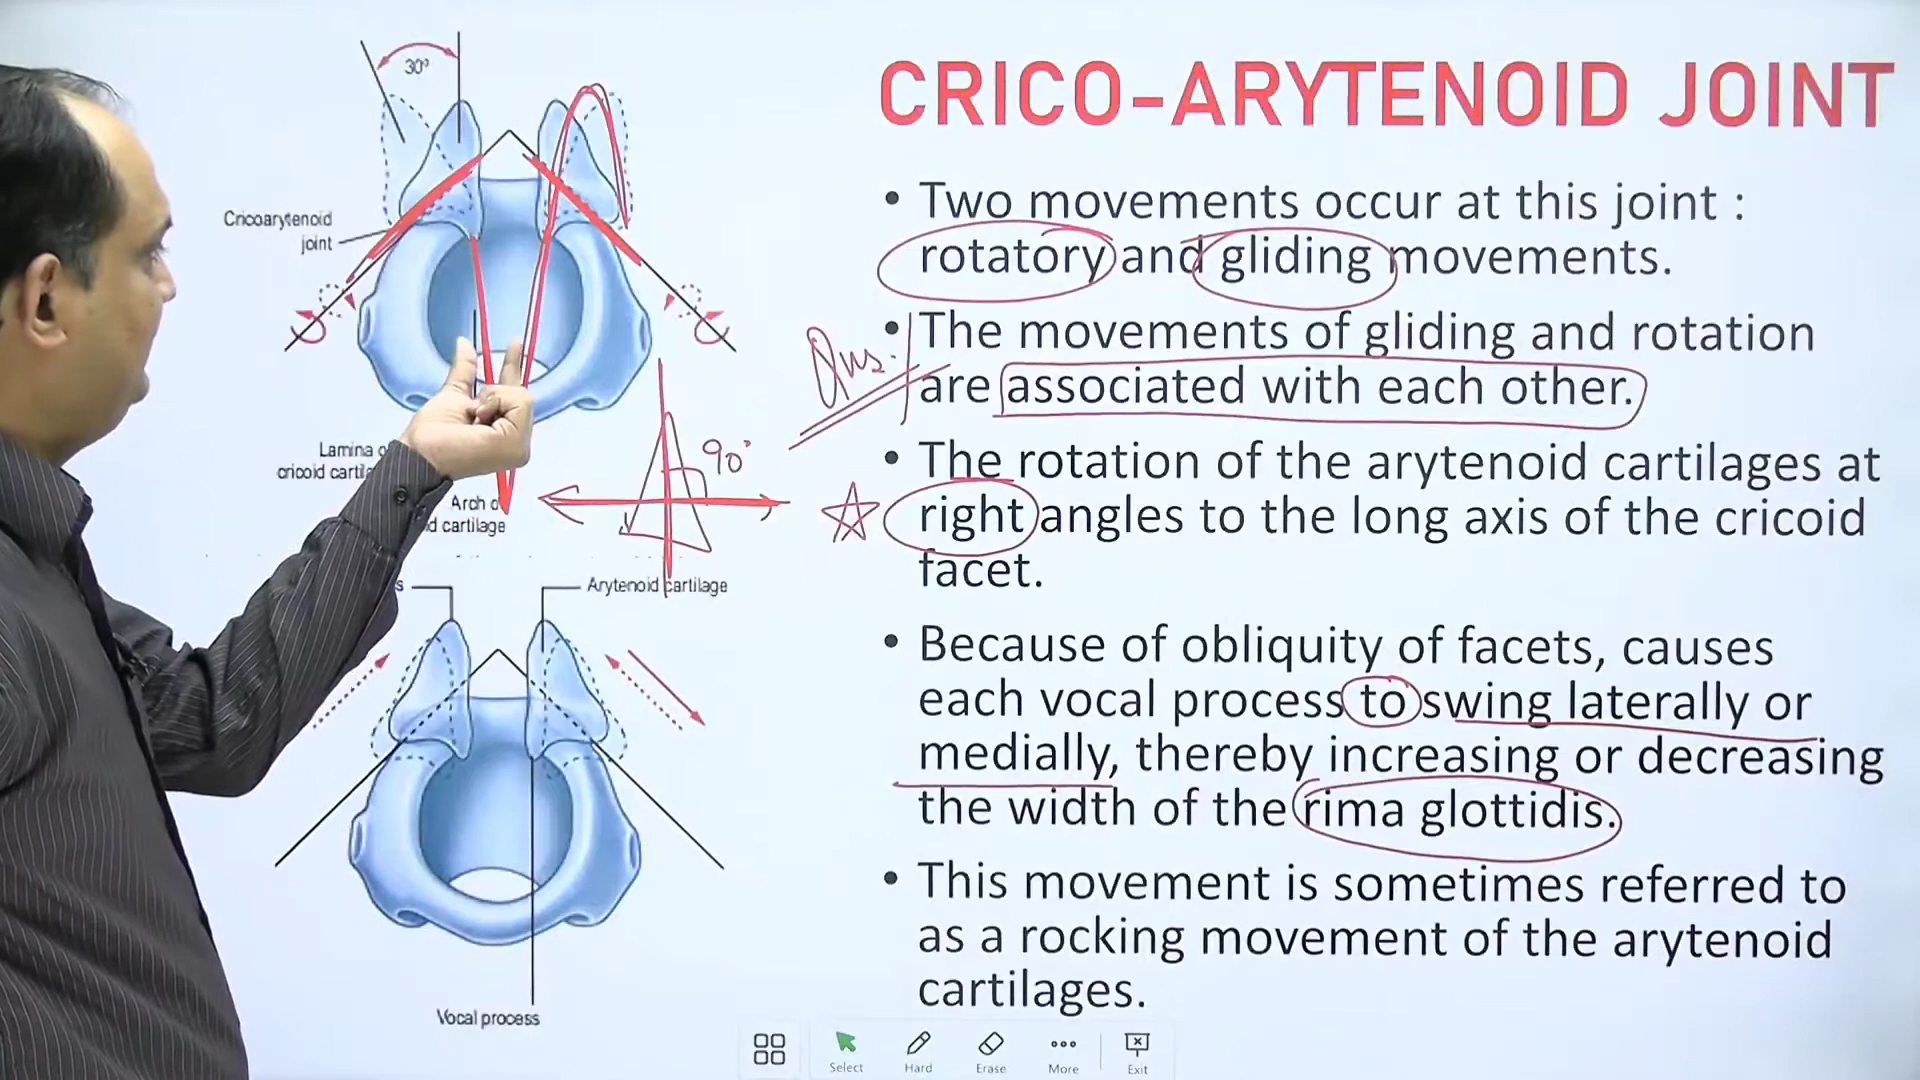 CRICO-ARYTENOID JOINT
• Two movements occur at this joint :
rotatory and gliding movements.
• The movements of gliding and rotation
are associated with each other.
• The rotation of the arytenoid cartilages at
right angles to the long axis of the cricoid
facet.
• Because of obliquity of facets, causes
each vocal process to swing laterally or
medially, thereby increasing or decreasing
the width of the rima glottidis.
• This movement is sometimes referred to
as a rocking movement of the arytenoid
cartilages.
30°
Cricoarytenoid
joint
Lamina o
cricoid cartil
Arch o
d cartilage
90°
Qus.
s
Arytenoid cartilage
Vocal process
Select
Hard
Erase
More
Exit